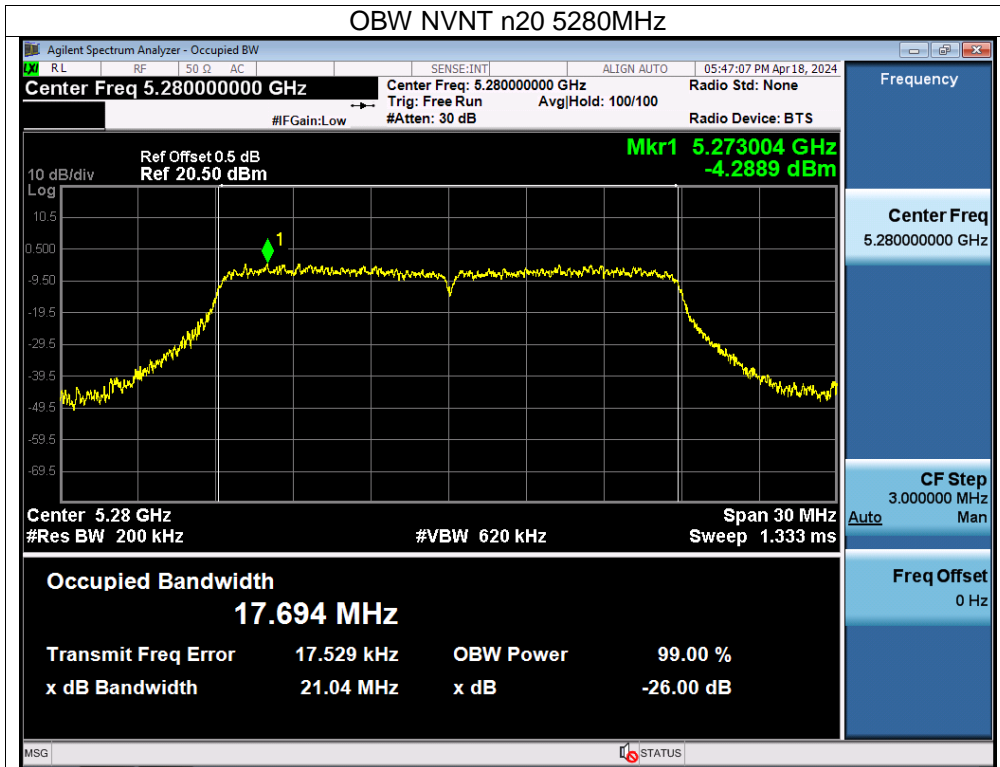 OBW NVNT n20 5280MHz
Agilent Spectrum Analyzer - Occupied BW
LXI RL RF 50 Ω AC SENSE:INT ALIGN AUTO 05:47:07 PM Apr 18, 2024
Center Freq 5.280000000 GHz
Center Freq: 5.280000000 GHz Radio Std: None
Trig: Free Run Avg|Hold: 100/100
#IFGain:Low #Atten: 30 dB Radio Device: BTS
Frequency
Mkr1 5.273004 GHz
-4.2889 dBm
Ref Offset 0.5 dB
10 dB/div Ref 20.50 dBm
Log
10.5
0.500
-9.50
-19.5
-29.5
-39.5
-49.5
-59.5
-69.5
1
Center 5.28 GHz Span 30 MHz
#Res BW 200 kHz #VBW 620 kHz Sweep 1.333 ms
Occupied Bandwidth
17.694 MHz
Transmit Freq Error 17.529 kHz OBW Power 99.00 %
x dB Bandwidth 21.04 MHz x dB -26.00 dB
Center Freq
5.280000000 GHz
CF Step
3.000000 MHz
Auto Man
Freq Offset
0 Hz
MSG STATUS